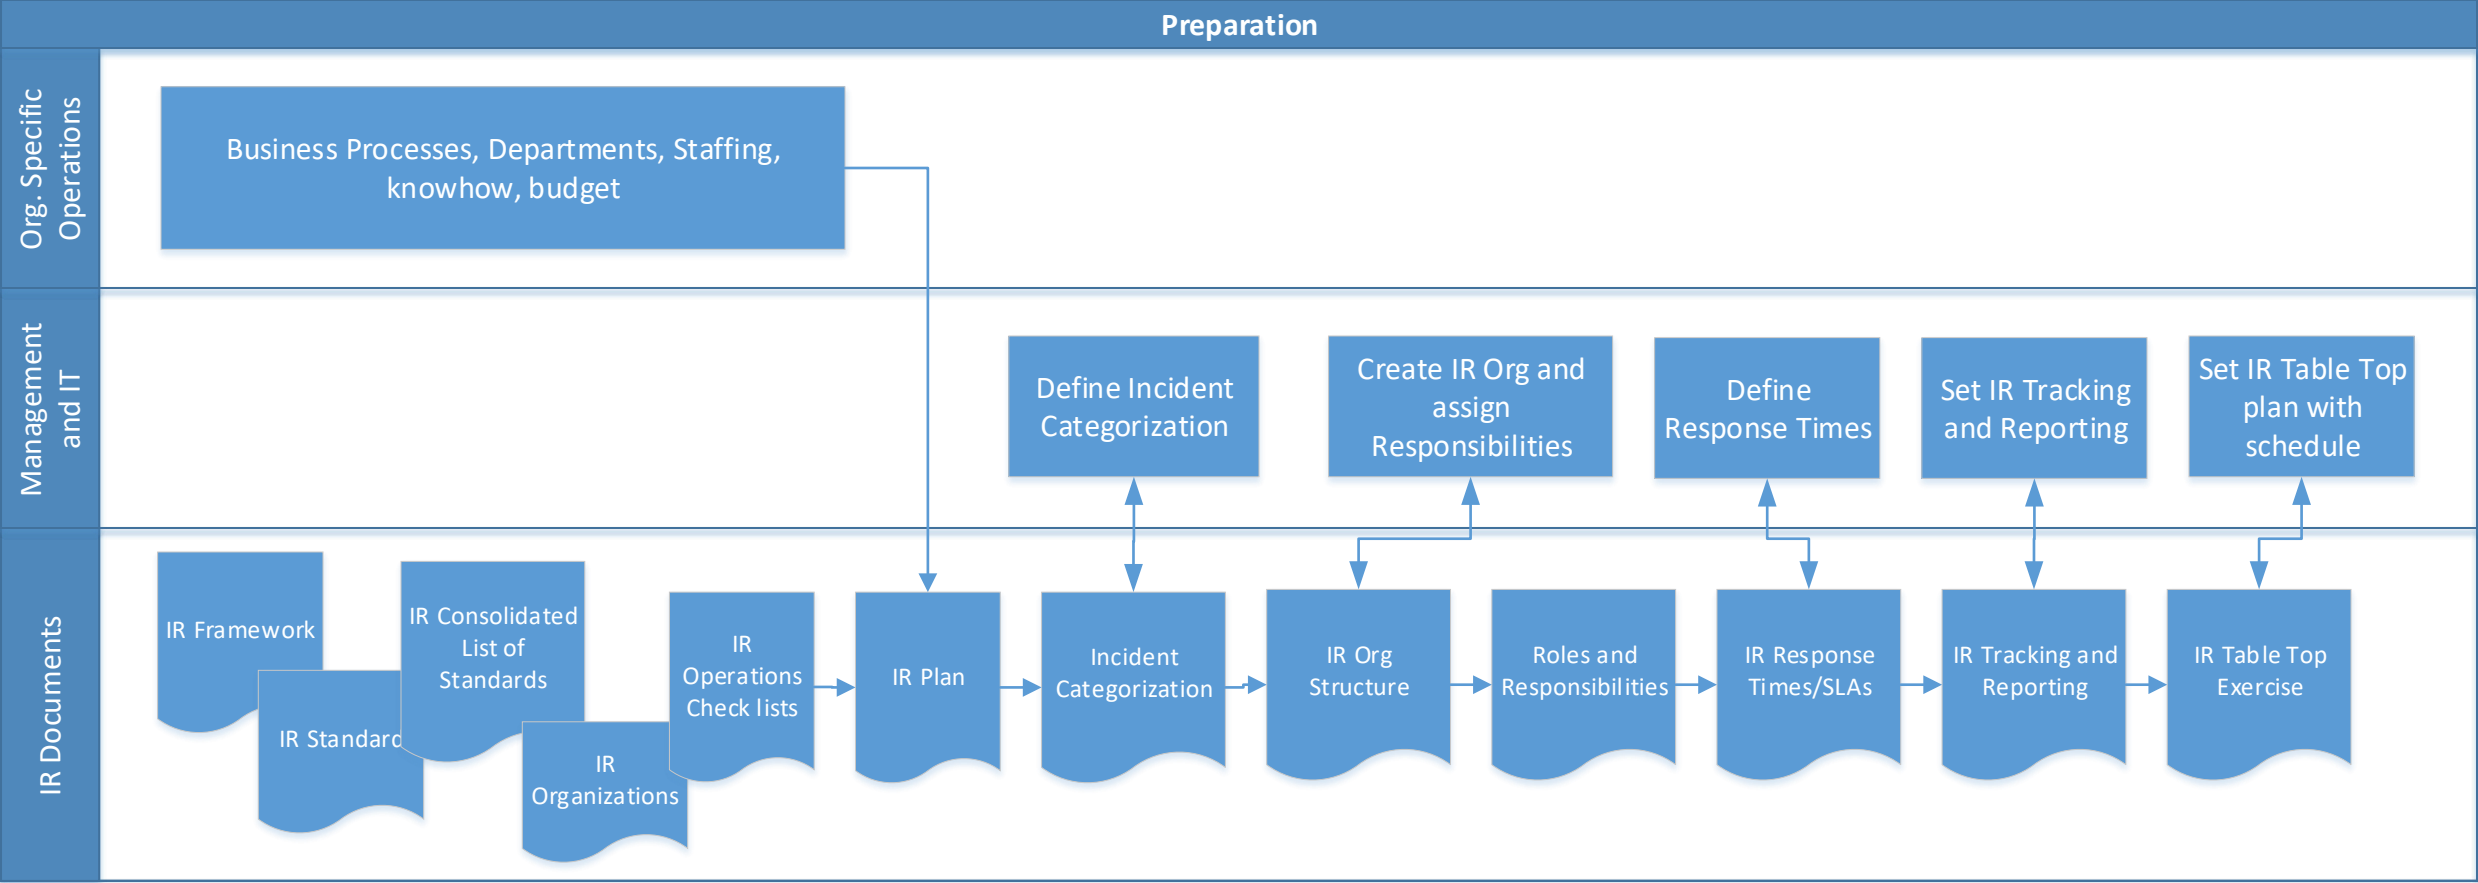 Preparation
Org. Specific
Operations
Business Processes, Departments, Staffing,
knowhow, budget
Management
and IT
Define Incident
Categorization
Create IR Org and
assign
Responsibilities
Define
Response Times
Set IR Tracking
and Reporting
Set IR Table Top
plan with
schedule
IR Documents
IR Framework
IR Standard
IR Consolidated
List of
Standards
IR
Organizations
IR
Operations
Check lists
IR Plan
Incident
Categorization
IR Org
Structure
Roles and
Responsibilities
IR Response
Times/SLAs
IR Tracking and
Reporting
IR Table Top
Exercise